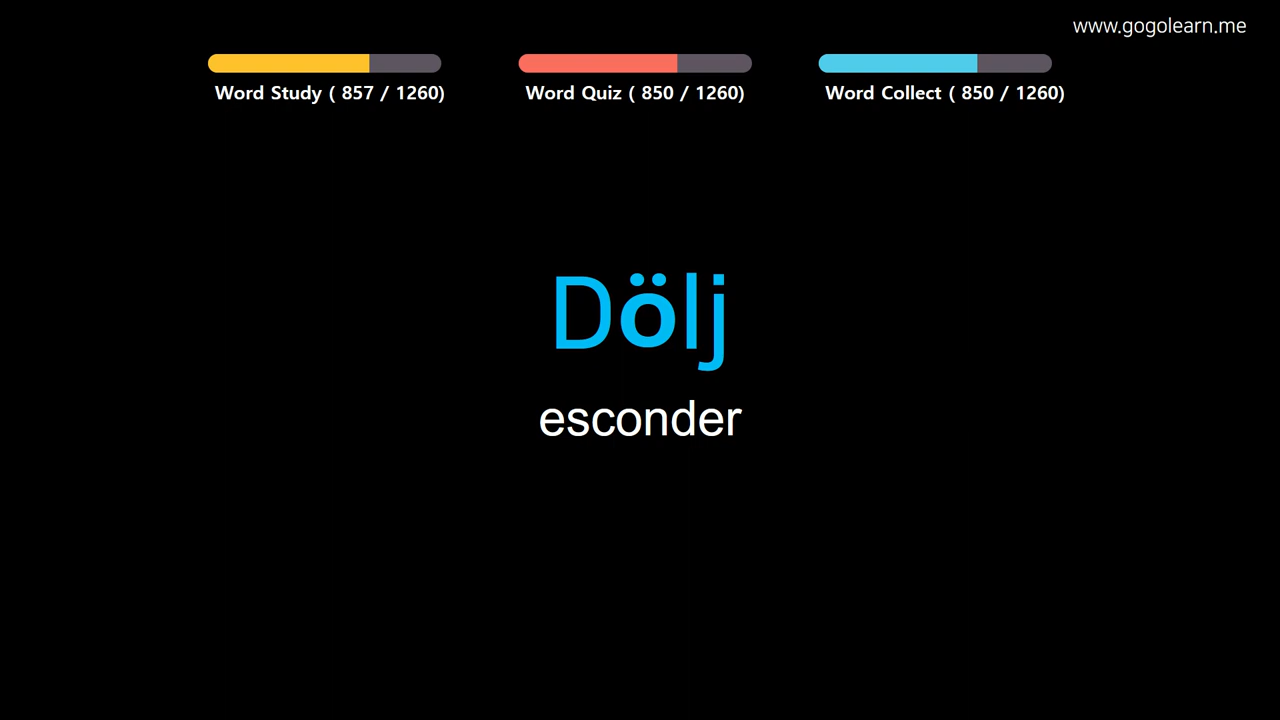 www.gogolearn.me
Word Study ( 857 / 1260)
Word Quiz ( 850 / 1260)
Word Collect ( 850 / 1260)
Dölj
esconder